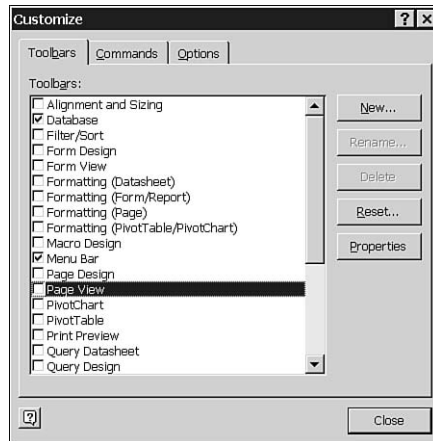 Customize
Toolbars
Commands
Options
Toolbars:
Alignment and Sizing
Database
Filter/Sort
Form Design
Form View
Formatting (Datasheet)
Formatting (Form/Report)
Formatting (Page)
Formatting (PivotTable/PivotChart)
Macro Design
Menu Bar
Page Design
Page View
PivotChart
PivotTable
Print Preview
Query Datasheet
Query Design
New...
Rename...
Delete
Reset...
Properties
Close